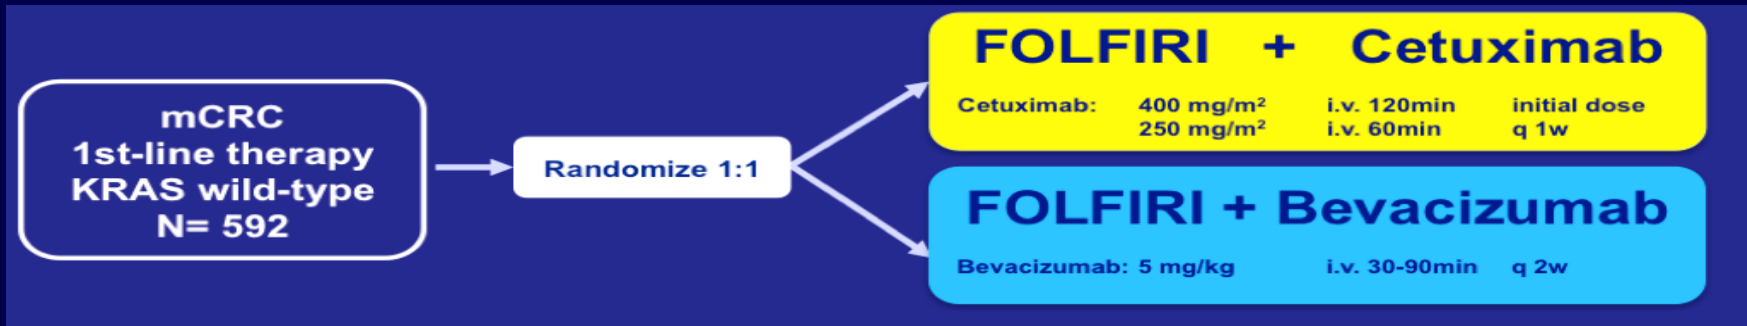 mCRC
1st-line therapy
KRAS wild-type
N= 592
Randomize 1:1
FOLFIRI + Cetuximab
Cetuximab: 400 mg/m² i.v. 120min initial dose
250 mg/m² i.v. 60min q 1w
FOLFIRI + Bevacizumab
Bevacizumab: 5 mg/kg i.v. 30-90min q 2w